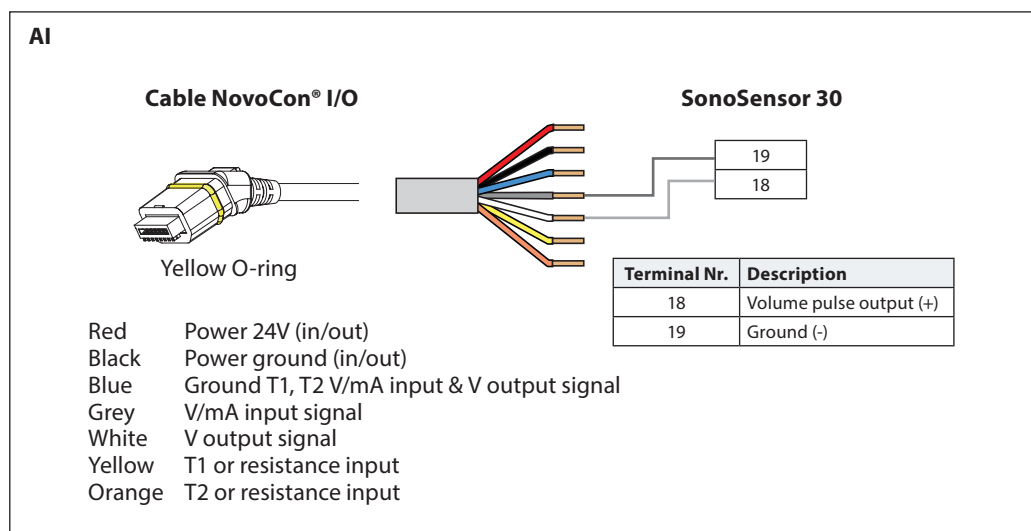 AI
Cable NovoCon® I/O
SonoSensor 30
19
18
Yellow O-ring
Terminal Nr. Description
18 Volume pulse output (+)
19 Ground (-)
Red Power 24V (in/out)
Black Power ground (in/out)
Blue Ground T1, T2 V/mA input & V output signal
Grey V/mA input signal
White V output signal
Yellow T1 or resistance input
Orange T2 or resistance input